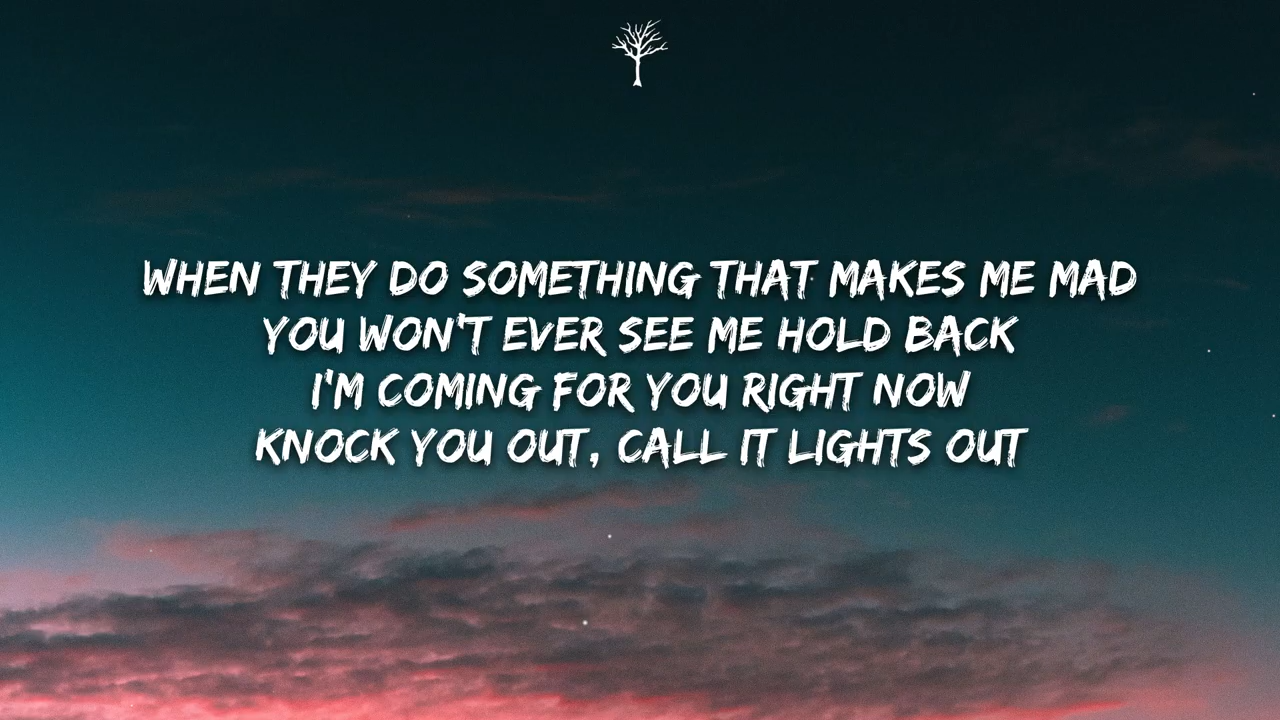 WHEN THEY DO SOMETHING THAT MAKES ME MAD
YOU WON'T EVER SEE ME HOLD BACK
I'M COMING FOR YOU RIGHT NOW
KNOCK YOU OUT, CALL IT LIGHTS OUT